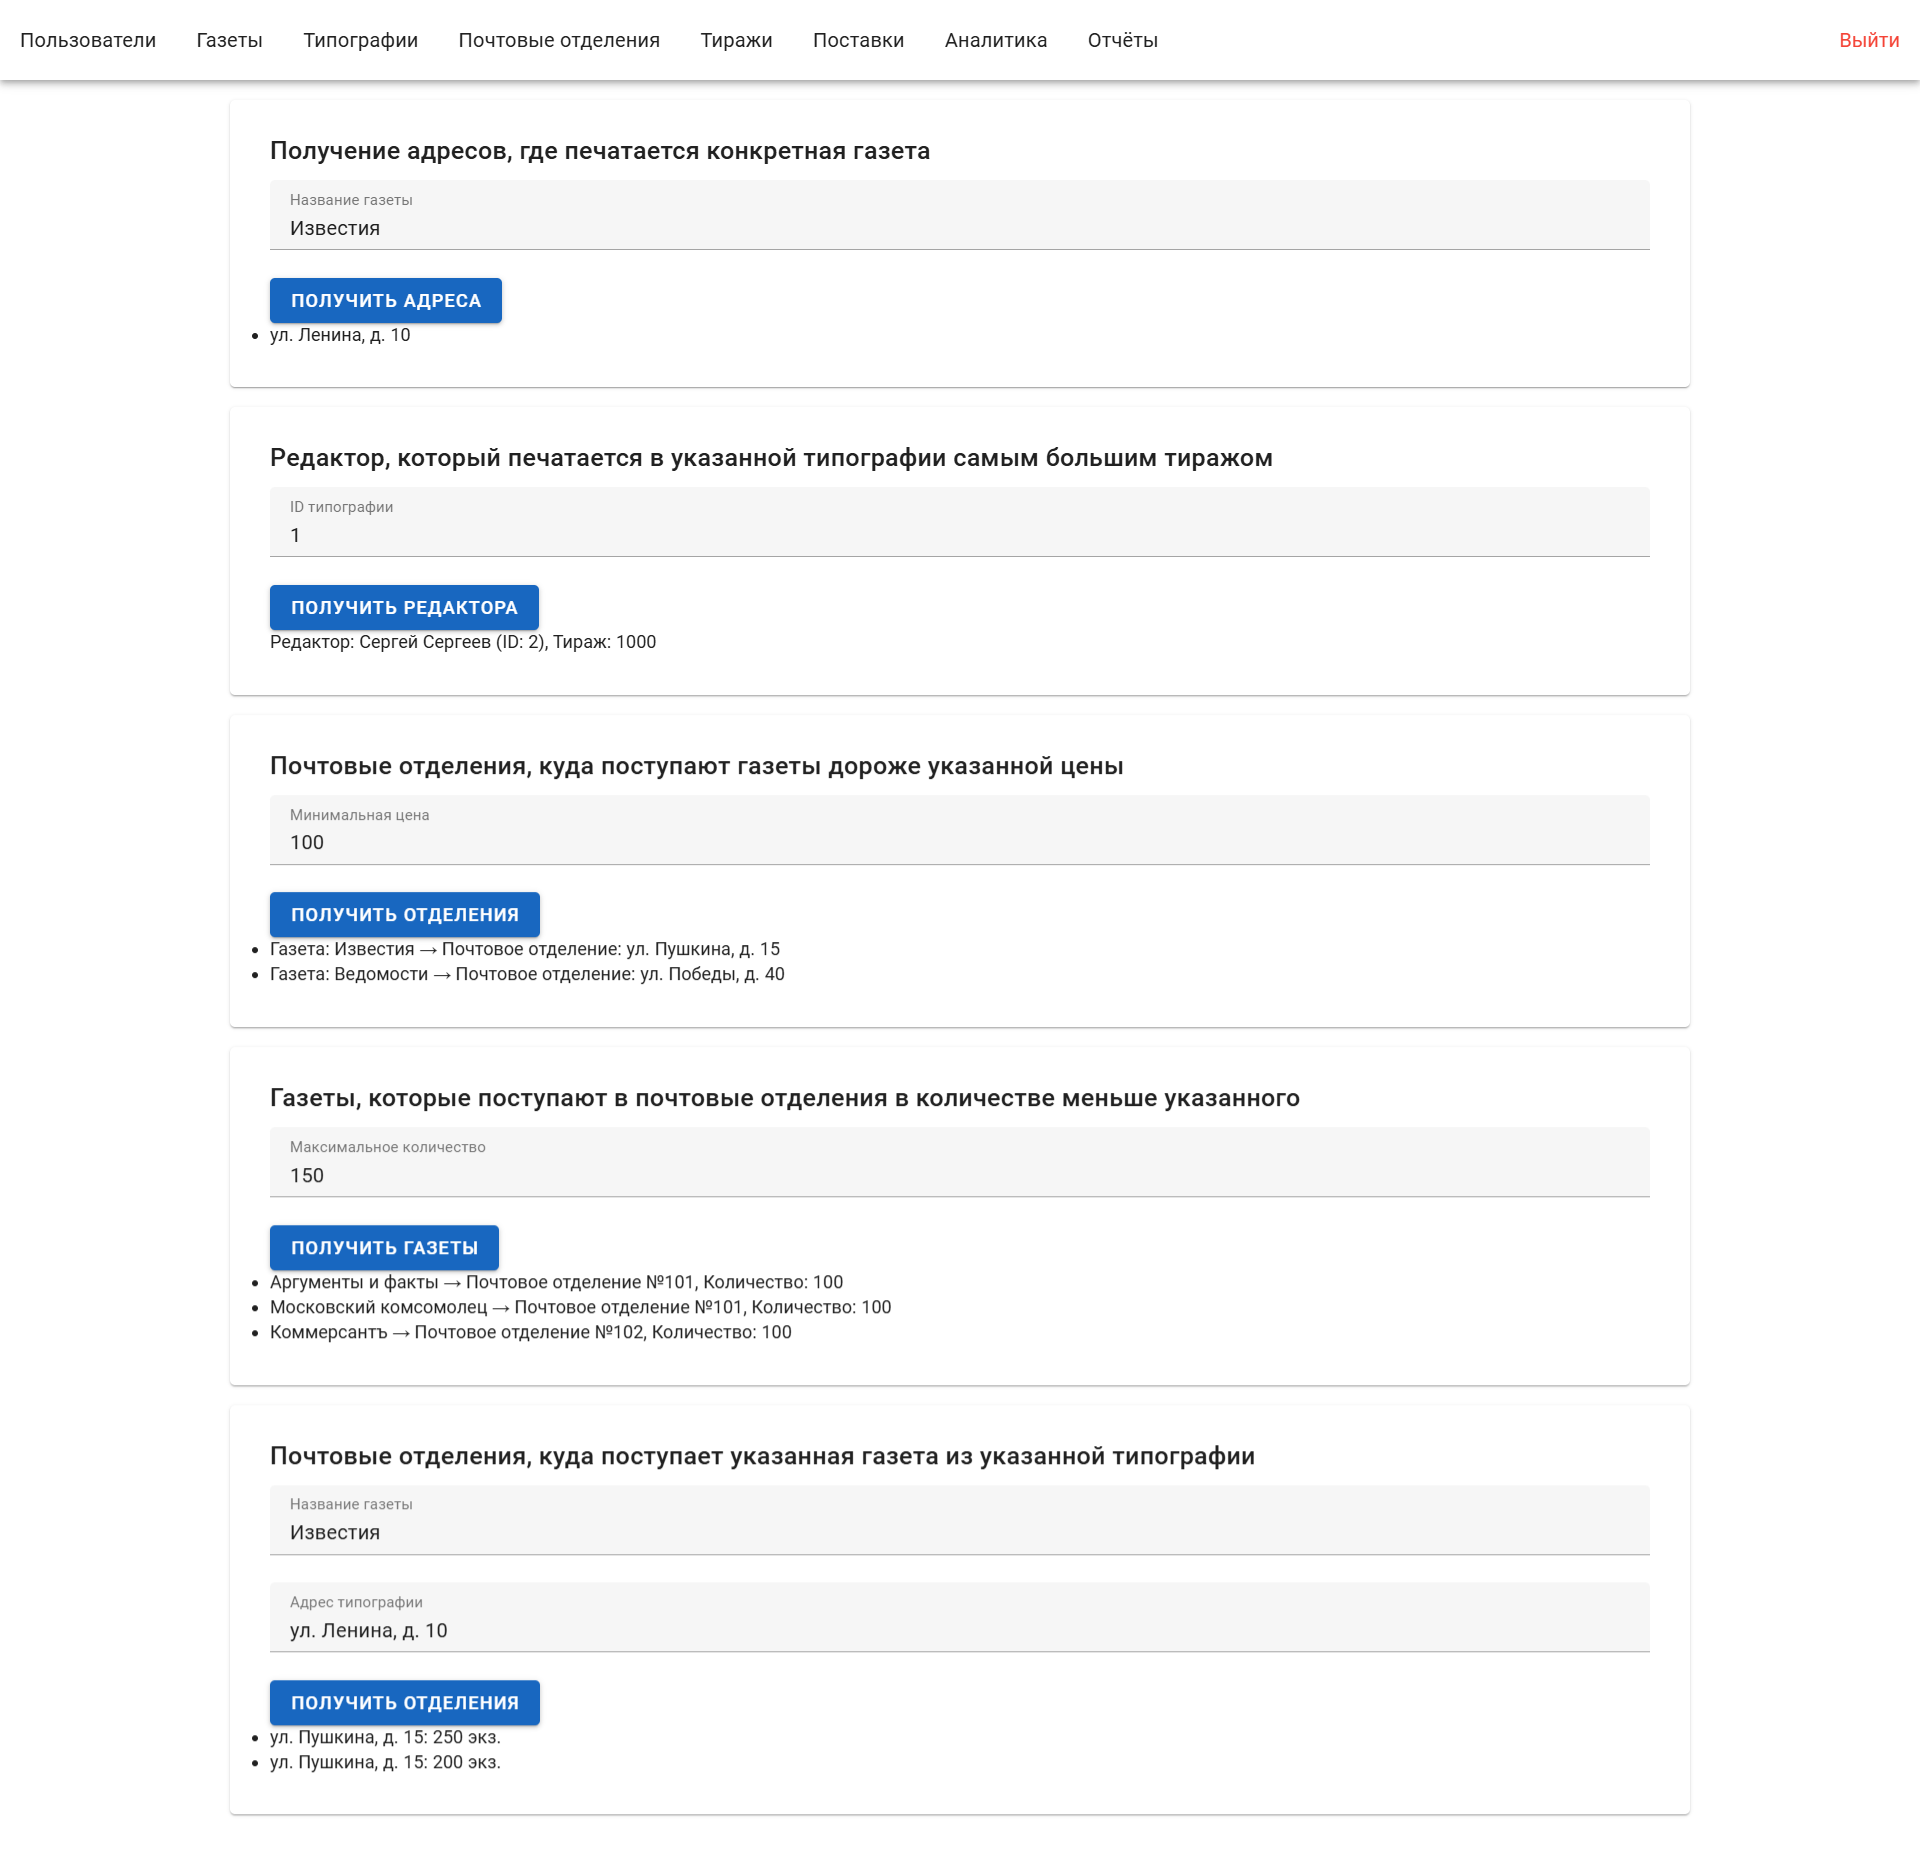 Пользователи Газеты Типографии Почтовые отделения Тиражи Поставки Аналитика Отчёты Выйти
Получение адресов, где печатается конкретная газета
Название газеты
Известия
ПОЛУЧИТЬ АДРЕСА
• ул. Ленина, д. 10
Редактор, который печатается в указанной типографии самым большим тиражом
ID типографии
1
ПОЛУЧИТЬ РЕДАКТОРА
Редактор: Сергей Сергеев (ID: 2), Тираж: 1000
Почтовые отделения, куда поступают газеты дороже указанной цены
Минимальная цена
100
ПОЛУЧИТЬ ОТДЕЛЕНИЯ
• Газета: Известия → Почтовое отделение: ул. Пушкина, д. 15
• Газета: Ведомости → Почтовое отделение: ул. Победы, д. 40
Газеты, которые поступают в почтовые отделения в количестве меньше указанного
Максимальное количество
150
ПОЛУЧИТЬ ГАЗЕТЫ
• Аргументы и факты → Почтовое отделение №101, Количество: 100
• Московский комсомолец → Почтовое отделение №101, Количество: 100
• Коммерсантъ → Почтовое отделение №102, Количество: 100
Почтовые отделения, куда поступает указанная газета из указанной типографии
Название газеты
Известия
Адрес типографии
ул. Ленина, д. 10
ПОЛУЧИТЬ ОТДЕЛЕНИЯ
• ул. Пушкина, д. 15: 250 экз.
• ул. Пушкина, д. 15: 200 экз.